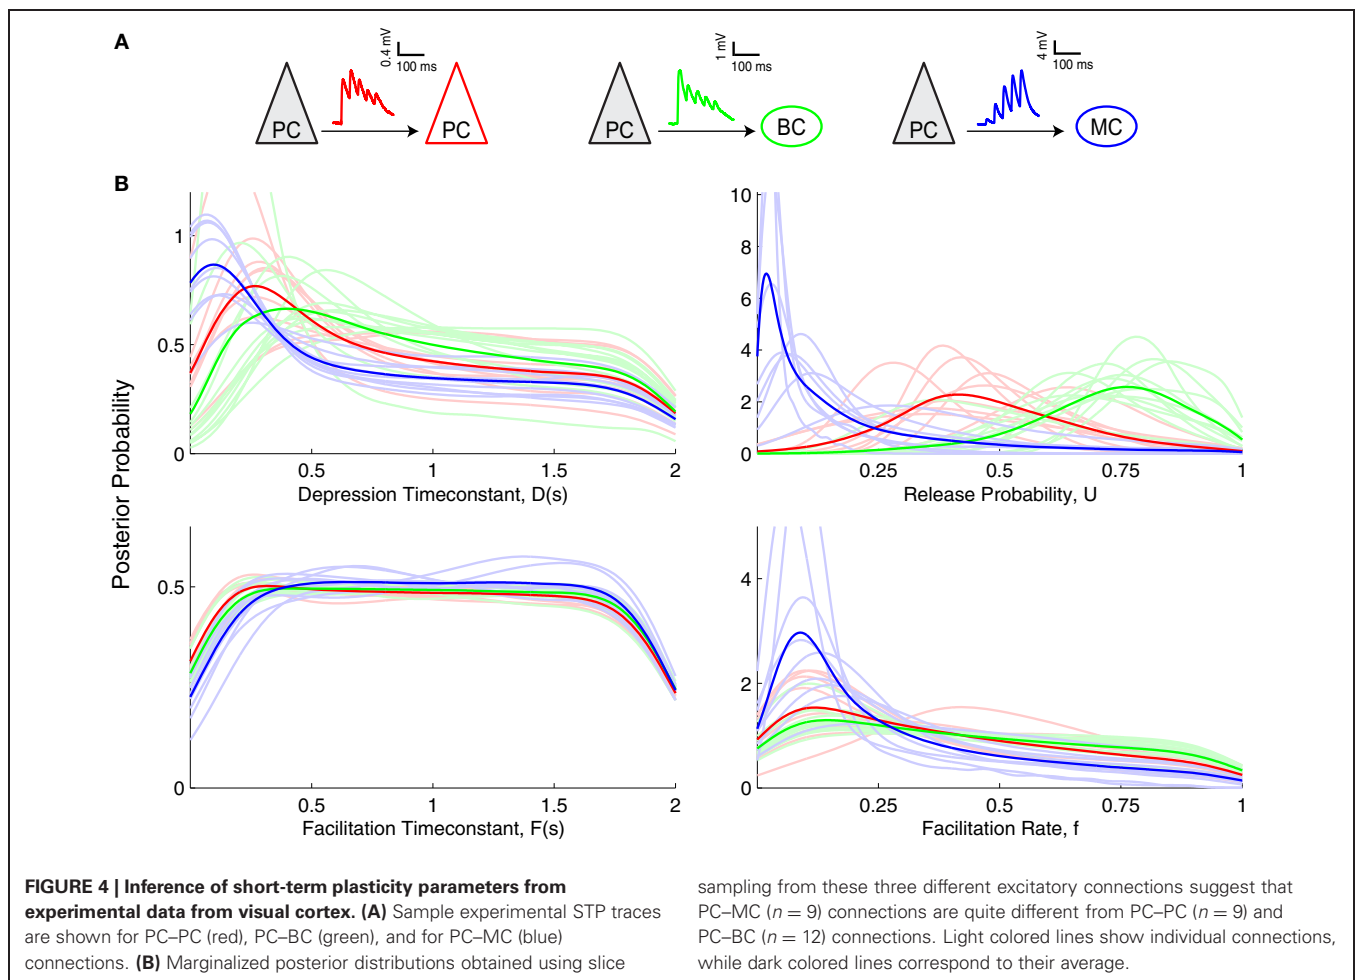 A
0.4 mV
100 ms
1 mV
100 ms
4 mV
100 ms
PC
PC
PC
BC
PC
MC
B
Posterior Probability
1
0.5
0
0.5
1
1.5
2
Depression Timeconstant, D(s)
10
8
6
4
2
0
0.25
0.5
0.75
1
Release Probability, U
0.5
0
0.5
1
1.5
2
Facilitation Timeconstant, F(s)
4
2
0
0.25
0.5
0.75
1
Facilitation Rate, f
FIGURE 4 | Inference of short-term plasticity parameters from
experimental data from visual cortex. (A) Sample experimental STP traces
are shown for PC–PC (red), PC–BC (green), and for PC–MC (blue)
connections. (B) Marginalized posterior distributions obtained using slice
sampling from these three different excitatory connections suggest that
PC–MC (n = 9) connections are quite different from PC–PC (n = 9) and
PC–BC (n = 12) connections. Light colored lines show individual connections,
while dark colored lines correspond to their average.